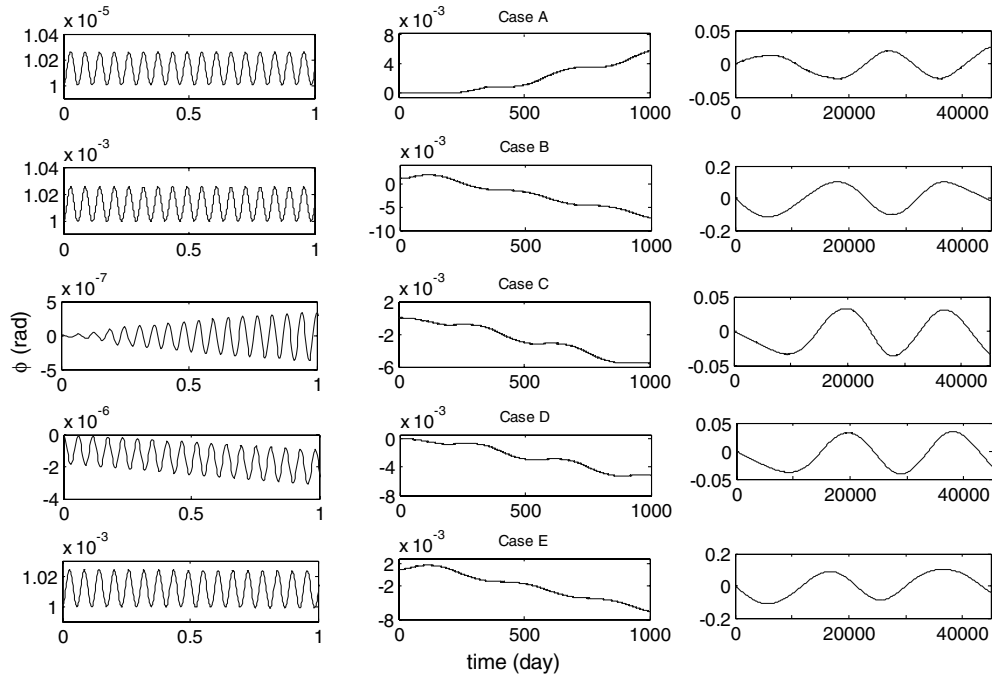 x 10^-5 Case A
1.04 8 x 10^-3 0.05
1.02 4 0
1 0 -0.05
0 0.5 1 0 500 1000 0 20000 40000
x 10^-3 Case B
1.04 x 10^-3 0.2
1.02 0 0
1 -5 -0.2
-10
0 0.5 1 0 500 1000 0 20000 40000
x 10^-7 Case C
5 2 x 10^-3 0.05
0 -2 0
-5 -6 -0.05
0 0.5 1 0 500 1000 0 20000 40000
ϕ (rad)
x 10^-6 Case D
0 0 x 10^-3 0.05
-2 -4 0
-4 -8 -0.05
0 0.5 1 0 500 1000 0 20000 40000
x 10^-3 Case E
1.02 2 x 10^-3 0.2
1 -2 0
-8 -0.2
0 0.5 1 0 500 1000 0 20000 40000
time (day)